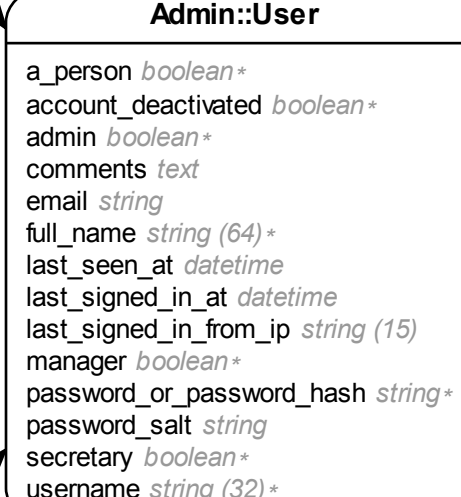 Admin::User
a_person boolean*
account_deactivated boolean*
admin boolean*
comments text
email string
full_name string (64)*
last_seen_at datetime
last_signed_in_at datetime
last_signed_in_from_ip string (15)
manager boolean*
password_or_password_hash string*
password_salt string
secretary boolean*
username string (32)*